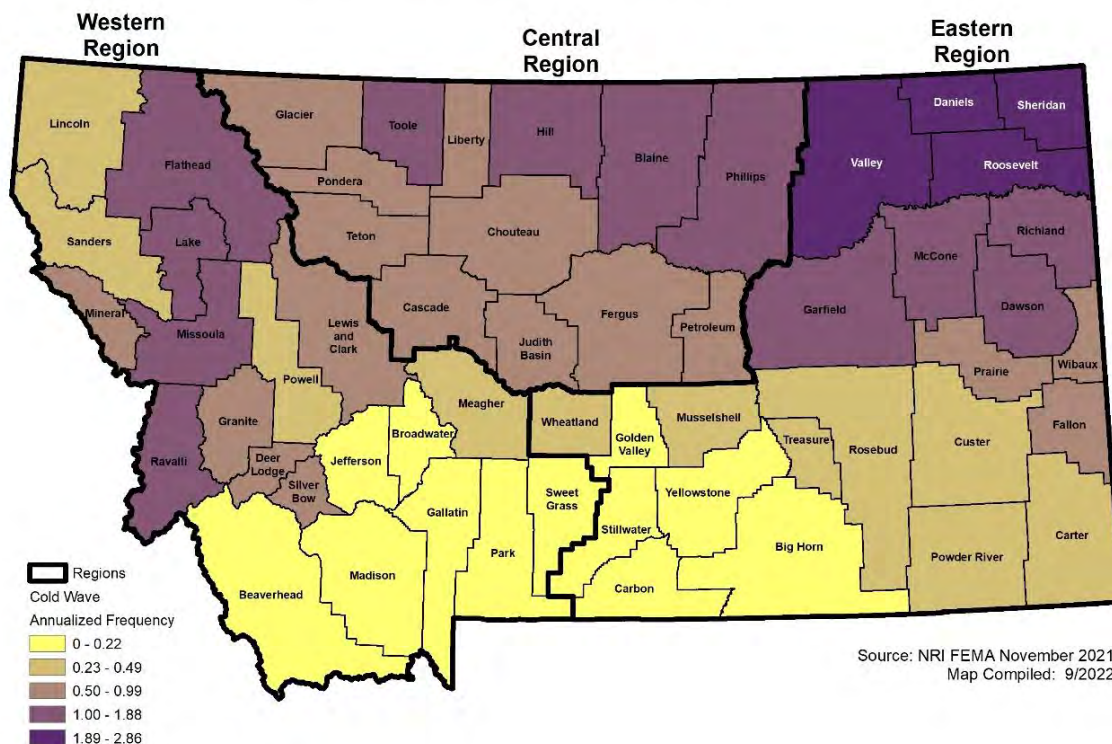 Western
Region
Central
Region
Eastern
Region
Lincoln
Flathead
Glacier
Toole
Liberty
Hill
Blaine
Phillips
Valley
Daniels
Sheridan
Roosevelt
Pondera
Teton
Chouteau
Sanders
Lake
Richland
McCone
Garfield
Dawson
Mineral
Missoula
Lewis
and
Clark
Cascade
Judith
Basin
Fergus
Petroleum
Prairie
Wibaux
Powell
Granite
Meagher
Wheatland
Golden
Valley
Musselshell
Treasure
Rosebud
Custer
Fallon
Ravalli
Deer
Lodge
Silver
Bow
Jefferson
Broadwater
Gallatin
Park
Sweet
Grass
Stillwater
Yellowstone
Big Horn
Powder River
Carter
Beaverhead
Madison
Carbon
Regions
Cold Wave
Annualized Frequency
0 - 0.22
0.23 - 0.49
0.50 - 0.99
1.00 - 1.88
1.89 - 2.86
Source: NRI FEMA November 2021
Map Compiled: 9/2022